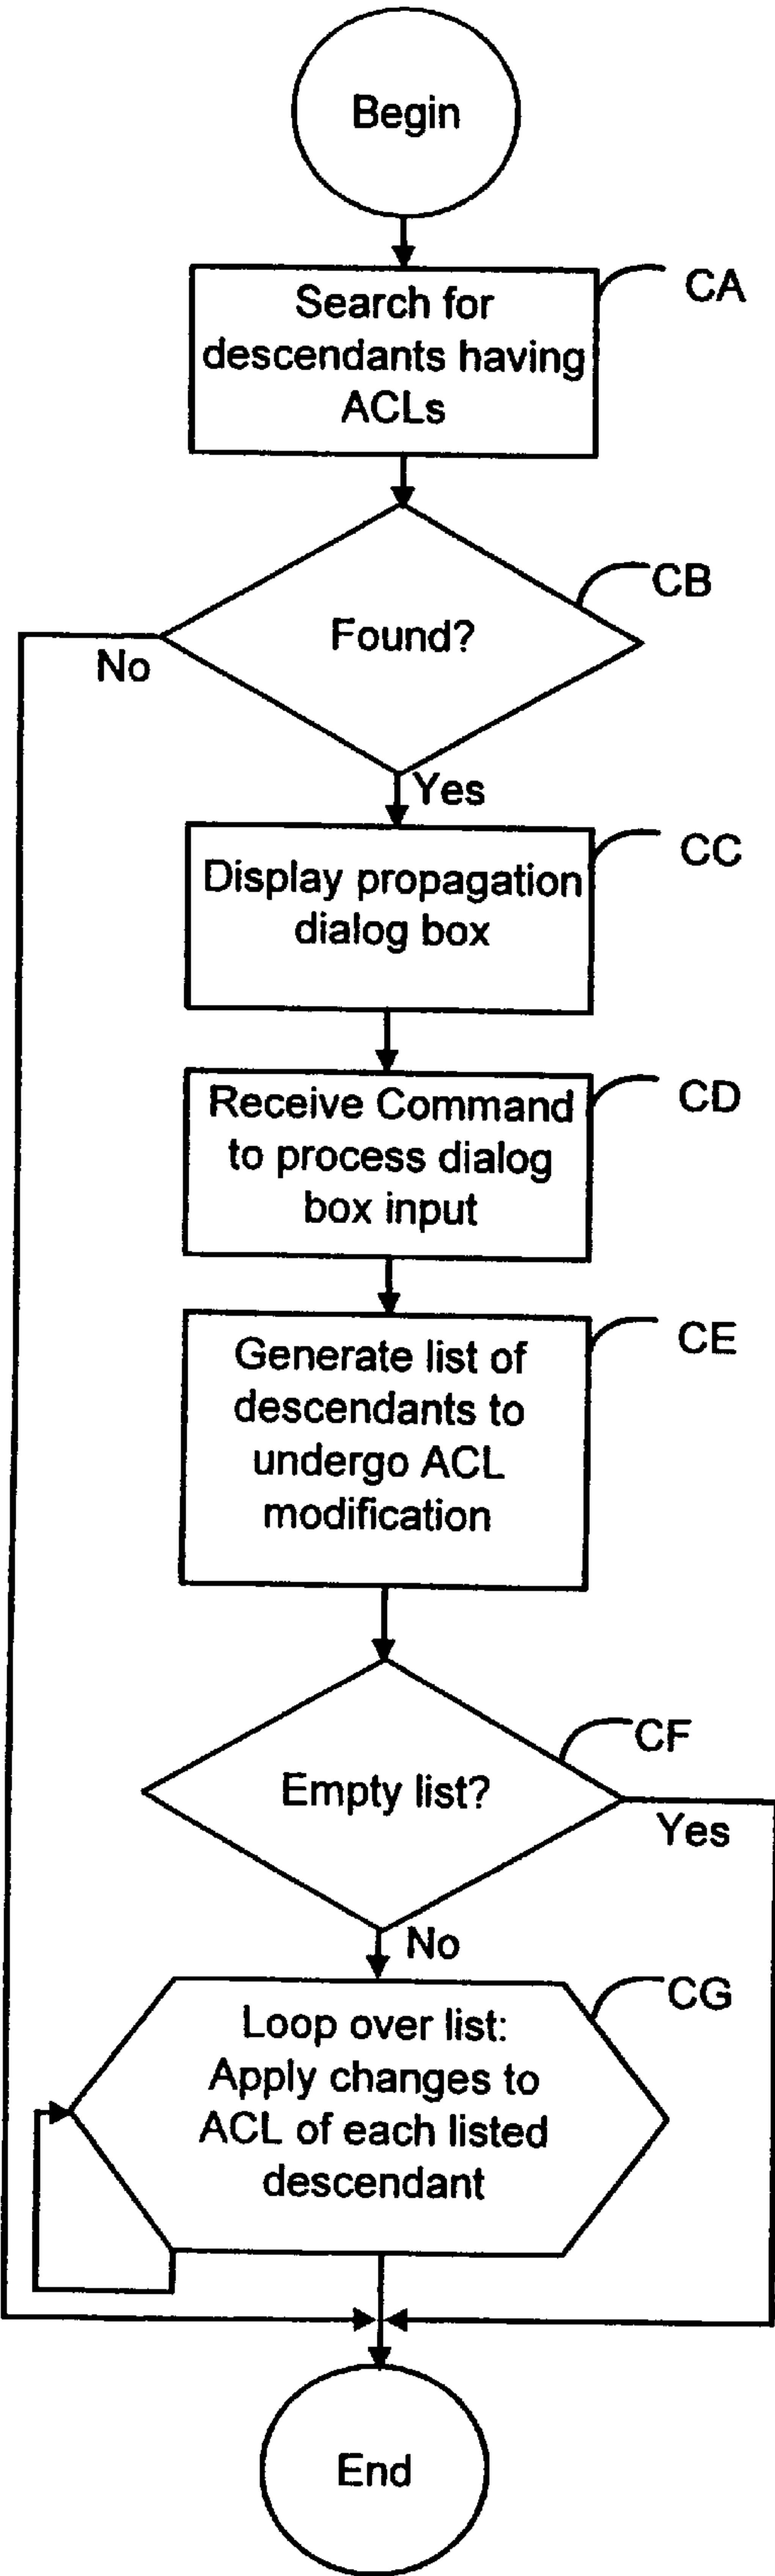 Begin
CA
Search for
descendants having
ACLs
CB
Found?
No
Yes
CC
Display propagation
dialog box
CD
Receive Command
to process dialog
box input
CE
Generate list of
descendants to
undergo ACL
modification
CF
Empty list?
Yes
No
CG
Loop over list:
Apply changes to
ACL of each listed
descendant
End